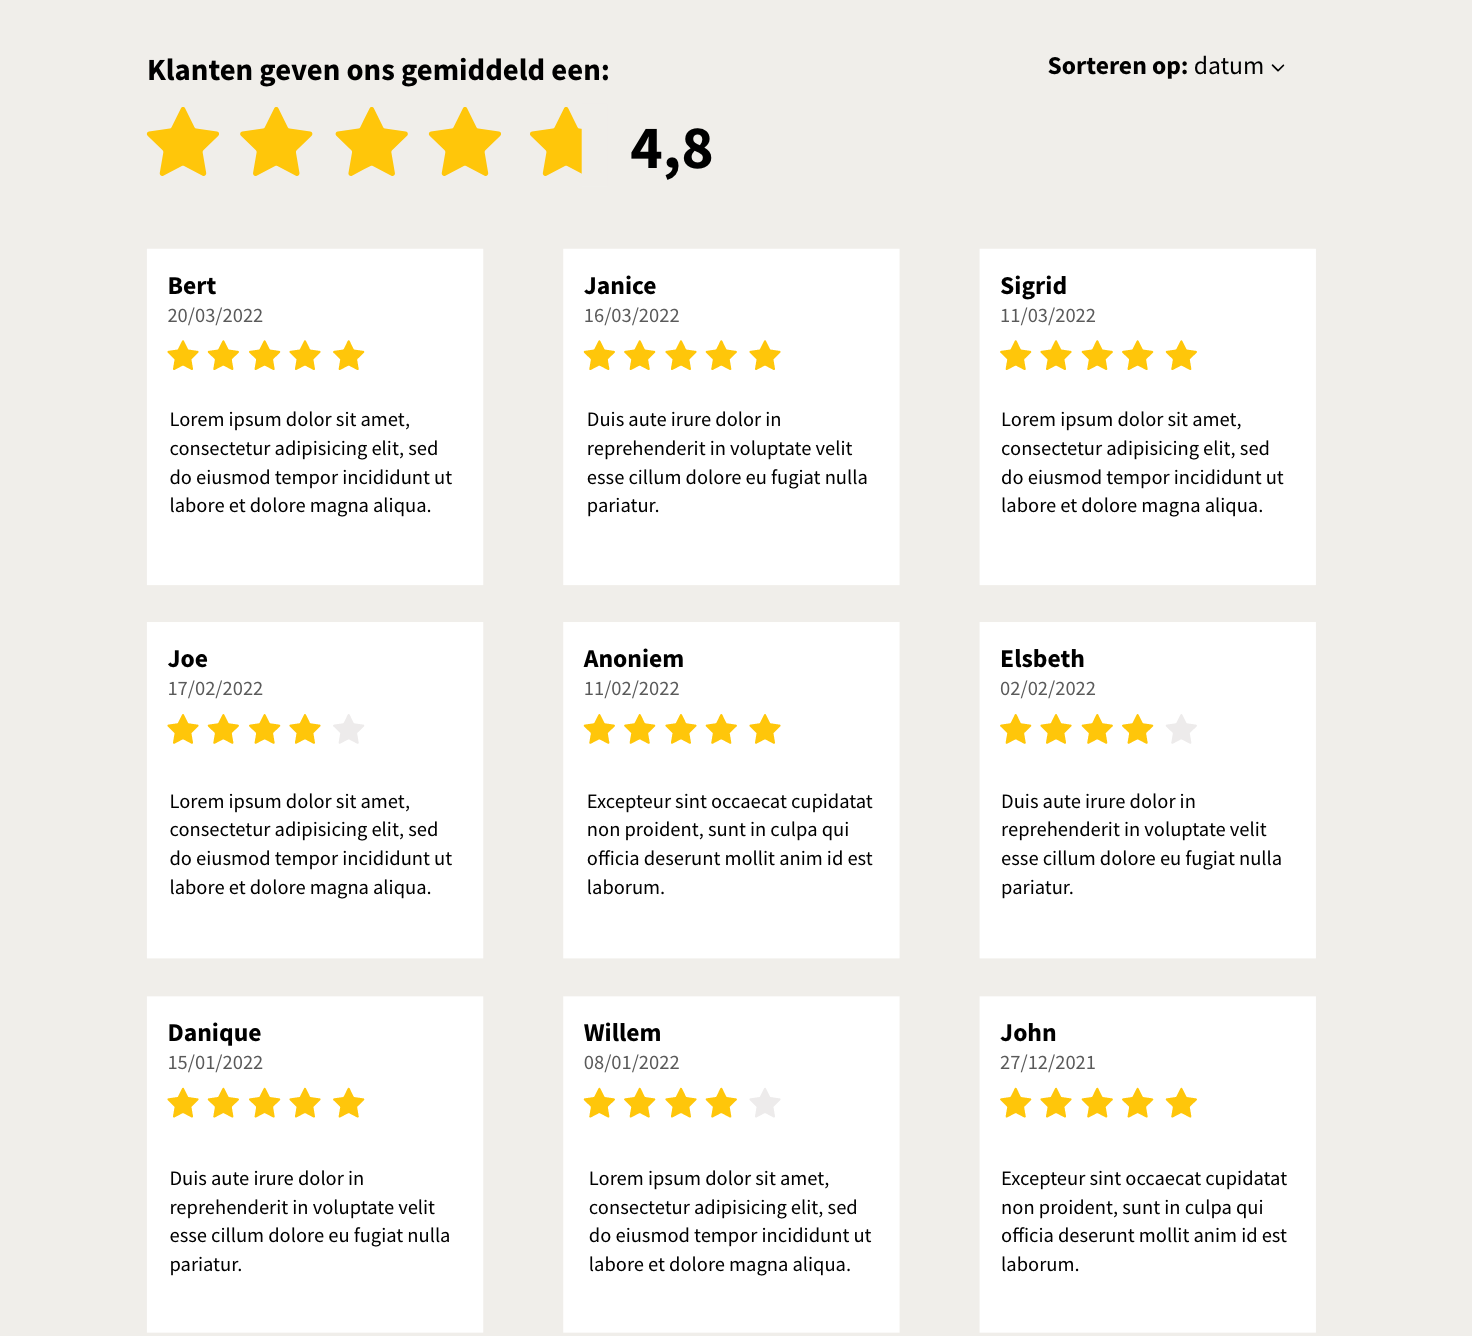 Klanten geven ons gemiddeld een:
Sorteren op: datum
4,8
Bert
20/03/2022
Lorem ipsum dolor sit amet,
consectetur adipisicing elit, sed
do eiusmod tempor incididunt ut
labore et dolore magna aliqua.
Janice
16/03/2022
Duis aute irure dolor in
reprehenderit in voluptate velit
esse cillum dolore eu fugiat nulla
pariatur.
Sigrid
11/03/2022
Lorem ipsum dolor sit amet,
consectetur adipisicing elit, sed
do eiusmod tempor incididunt ut
labore et dolore magna aliqua.
Joe
17/02/2022
Lorem ipsum dolor sit amet,
consectetur adipisicing elit, sed
do eiusmod tempor incididunt ut
labore et dolore magna aliqua.
Anoniem
11/02/2022
Excepteur sint occaecat cupidatat
non proident, sunt in culpa qui
officia deserunt mollit anim id est
laborum.
Elsbeth
02/02/2022
Duis aute irure dolor in
reprehenderit in voluptate velit
esse cillum dolore eu fugiat nulla
pariatur.
Danique
15/01/2022
Duis aute irure dolor in
reprehenderit in voluptate velit
esse cillum dolore eu fugiat nulla
pariatur.
Willem
08/01/2022
Lorem ipsum dolor sit amet,
consectetur adipisicing elit, sed
do eiusmod tempor incididunt ut
labore et dolore magna aliqua.
John
27/12/2021
Excepteur sint occaecat cupidatat
non proident, sunt in culpa qui
officia deserunt mollit anim id est
laborum.